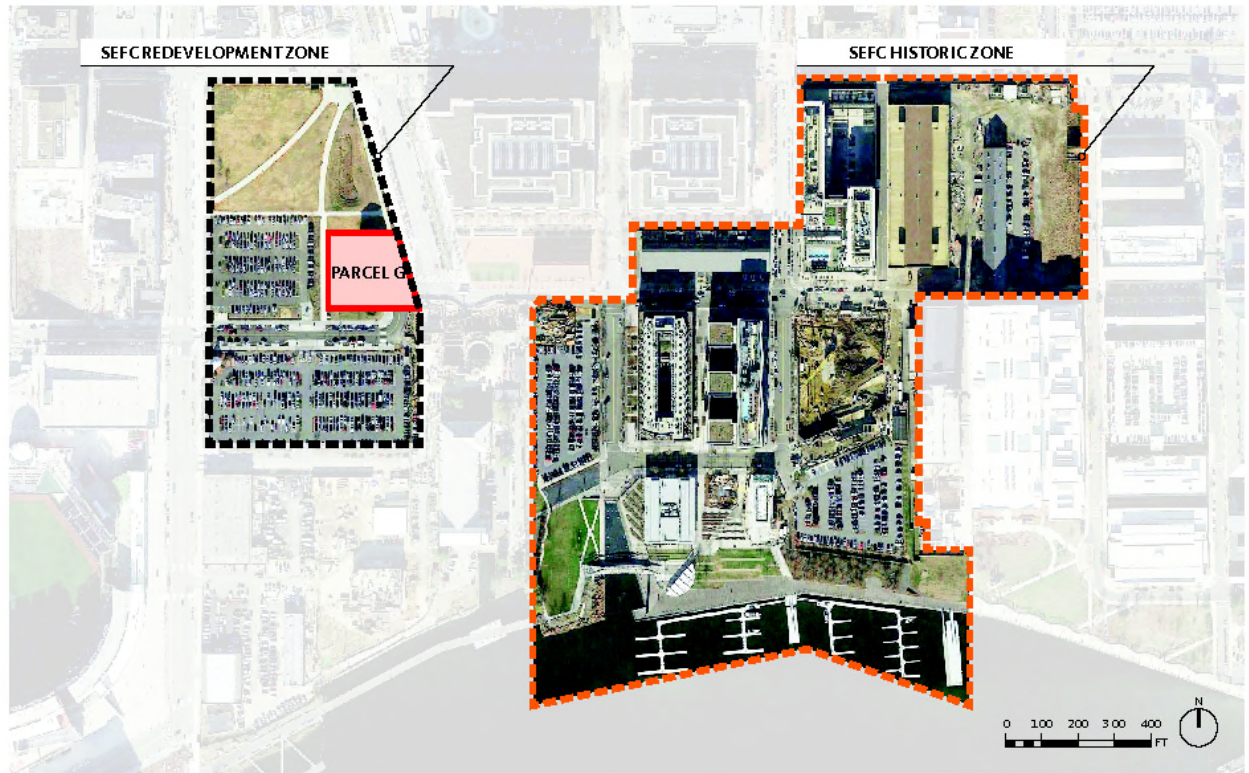 SEFC REDEVELOPMENT ZONE
SEFC HISTORIC ZONE
PARCEL G
N
0 100 200 300 400
FT